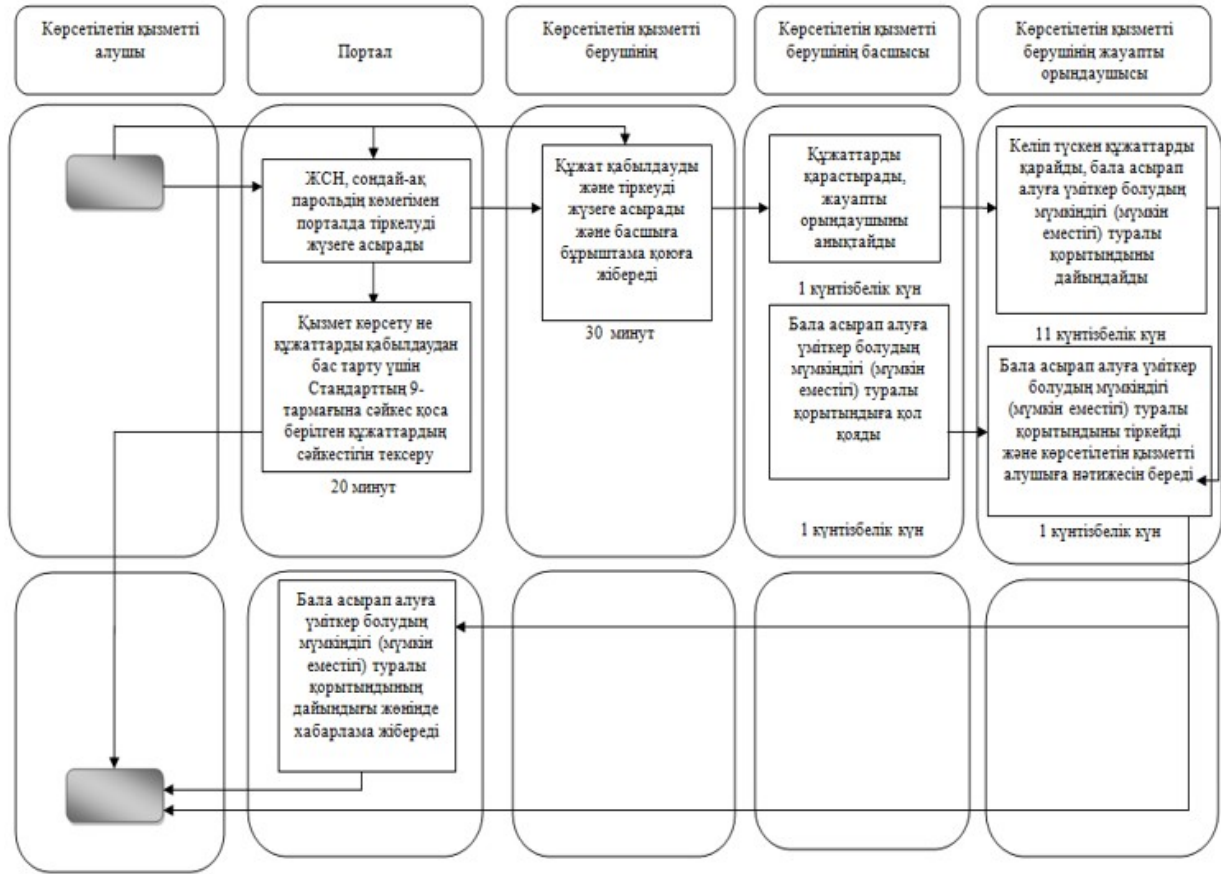 Көрсетілетін қызметті
алушы
Портал
Көрсетілетін қызметті
берушінің
Көрсетілетін қызметті
берушінің басшысы
Көрсетілетін қызметті
берушінің жауапты
орындаушысы
ЖСН, сондай-ақ
парольдің көмегімен
порталда тіркелуді
жүзеге асырады
Қызмет көрсету не
құжаттарды қабылдаудан
бас тарту үшін
Стандарттың 9-
тармағына сәйкес қоса
берілген құжаттардың
сәйкестігін тексеру
20 минут
Құжат қабылдауды
және тіркеуді
жүзеге асырады
және басшыға
бұрыштама қоюға
жібереді
30 минут
Құжаттарды
қарастырады,
жауапты
орындаушыны
анықтайды
1 күнтізбелік күн
Бала асырап алуға
үміткер болудың
мүмкіндігі (мүмкін
еместігі) туралы
қорытындыға қол
қояды
1 күнтізбелік күн
Келіп түскен құжаттарды
қарайды, бала асырап
алуға үміткер болудың
мүмкіндігі (мүмкін
еместігі) туралы
қорытындыны
дайындайды
11 күнтізбелік күн
Бала асырап алуға үміткер
болудың мүмкіндігі
(мүмкін еместігі) туралы
қорытындыны тіркейді
және көрсетілетін қызметті
алушыға нәтижесін береді
1 күнтізбелік күн
Бала асырап алуға
үміткер болудың
мүмкіндігі (мүмкін
еместігі) туралы
қорытындының
дайындығы жөнінде
хабарлама жібереді